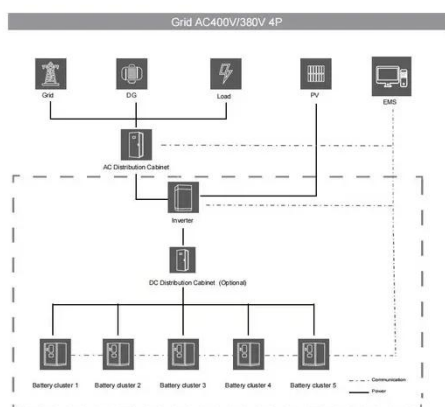 Grid AC400V/380V 4P
Grid
DG
Load
PV
EMS
AC Distribution Cabinet
Inverter
DC Distribution Cabinet (Optional)
Battery cluster 1
Battery cluster 2
Battery cluster 3
Battery cluster 4
Battery cluster 5
Communication
Power